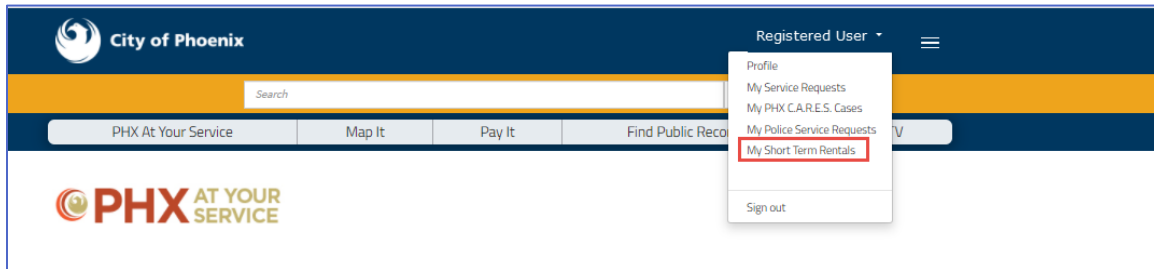 City of Phoenix
Registered User
Profile
My Service Requests
My PHX C.A.R.E.S. Cases
My Police Service Requests
My Short Term Rentals
Sign out
Search
PHX At Your Service
Map It
Pay It
Find Public Reco
V
PHX AT YOUR
SERVICE